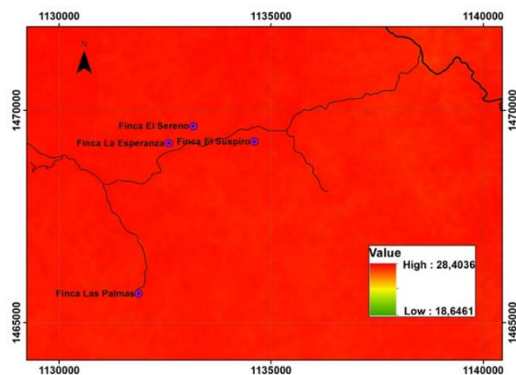 1130000 1135000 1140000
N
1470000 1470000
Finca El Sereno
Finca La Esperanza Finca El Suspiro
Value
High : 28,4036
Low : 18,6461
Finca Las Palmas
1465000 1465000
1130000 1135000 1140000